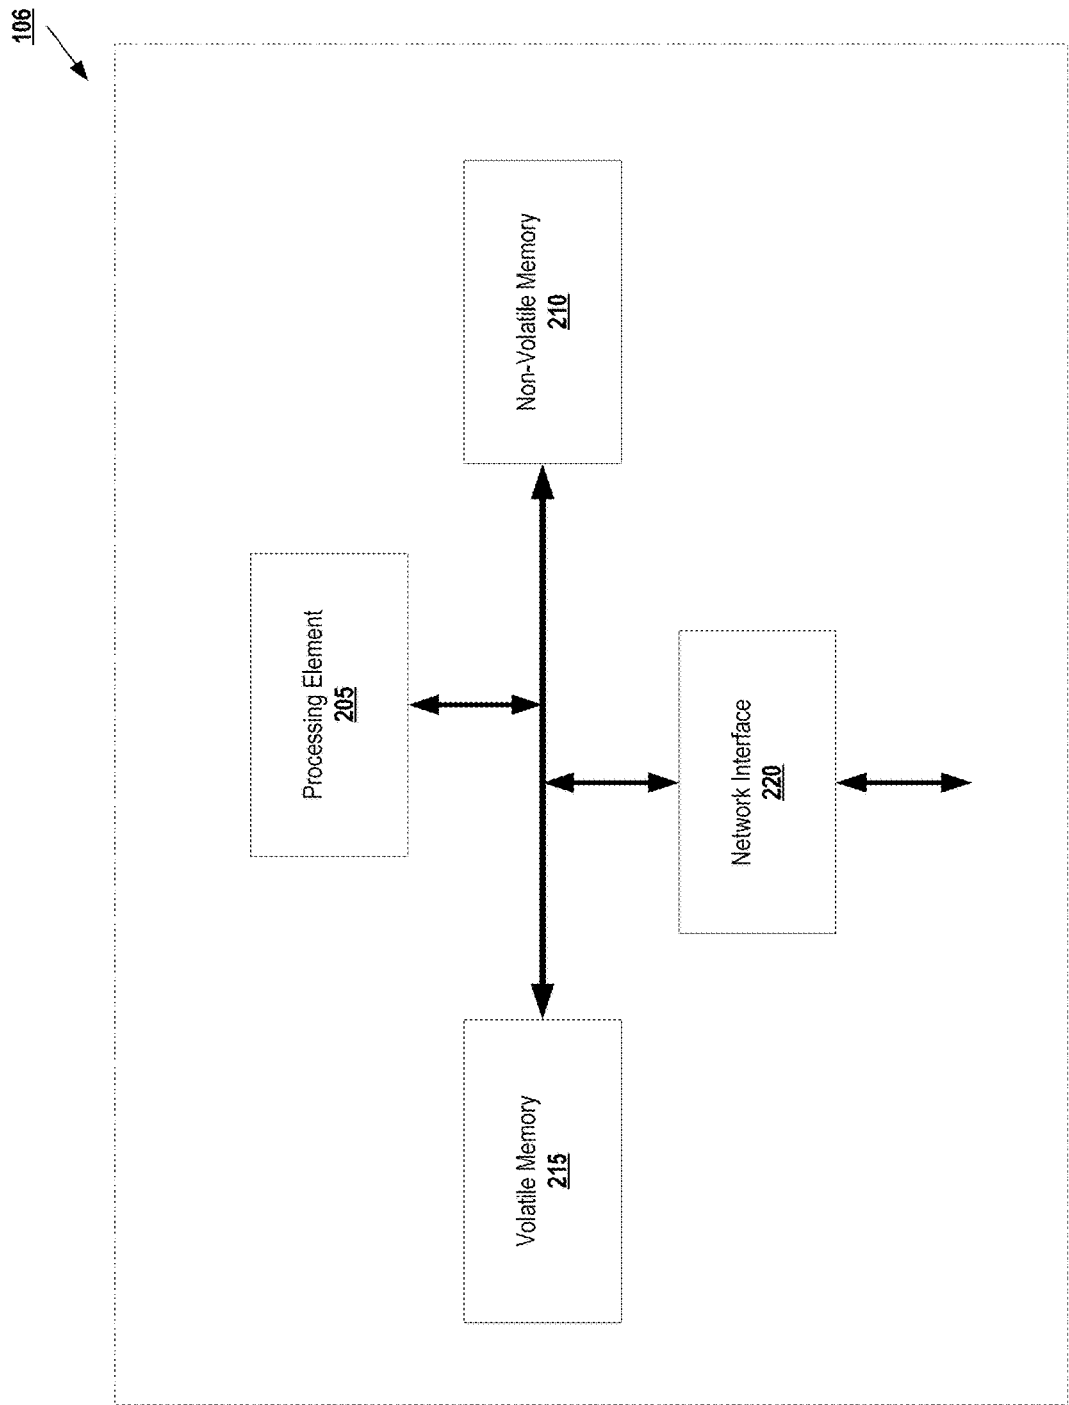 106
Processing Element
205
Volatile Memory
215
Non-Volatile Memory
210
Network Interface
220